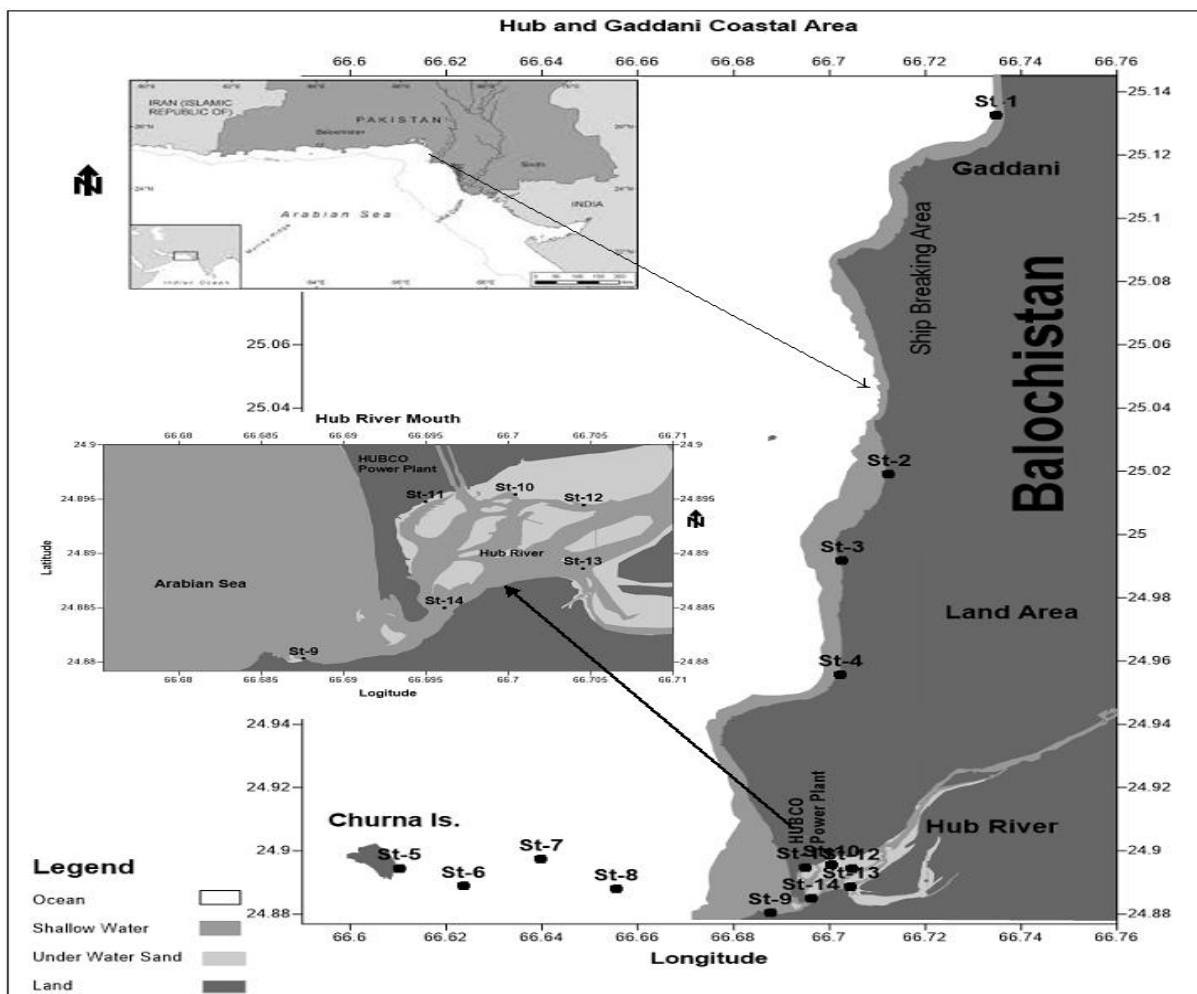 Hub and Gaddani Coastal Area
66.6 66.62 66.64 66.66 66.68 66.7 66.72 66.74 66.76
IRAN (ISLAMIC
REPUBLIC OF)
PAKISTAN
INDIA
Arabian Sea
Indian Ocean
N
St-1
Gaddani
Ship Breaking Area
Balochistan
25.14
25.12
25.1
25.08
25.06
25.04
25.02
25
24.98
24.96
24.94
24.92
24.9
24.88
25.06
25.04
St-2
St-3
Land Area
St-4
Hub River Mouth
66.68 66.685 66.69 66.695 66.7 66.705 66.71
24.9
24.895
24.89
24.885
24.88
24.9
24.895
24.89
24.885
24.88
Latitude
HUBCO
Power Plant
St-11
St-10
St-12
N
Hub River
St-13
Arabian Sea
St-14
St-9
66.68 66.685 66.69 66.695 66.7 66.705 66.71
Logitude
24.94
24.92
24.9
24.88
HUBCO
Power Plant
Hub River
Churna Is.
St-5
St-6
St-7
St-8
St-12
St-13
St-14
St-9
66.6 66.62 66.64 66.66 66.68 66.7 66.72 66.74 66.76
Longitude
Legend
Ocean
Shallow Water
Under Water Sand
Land